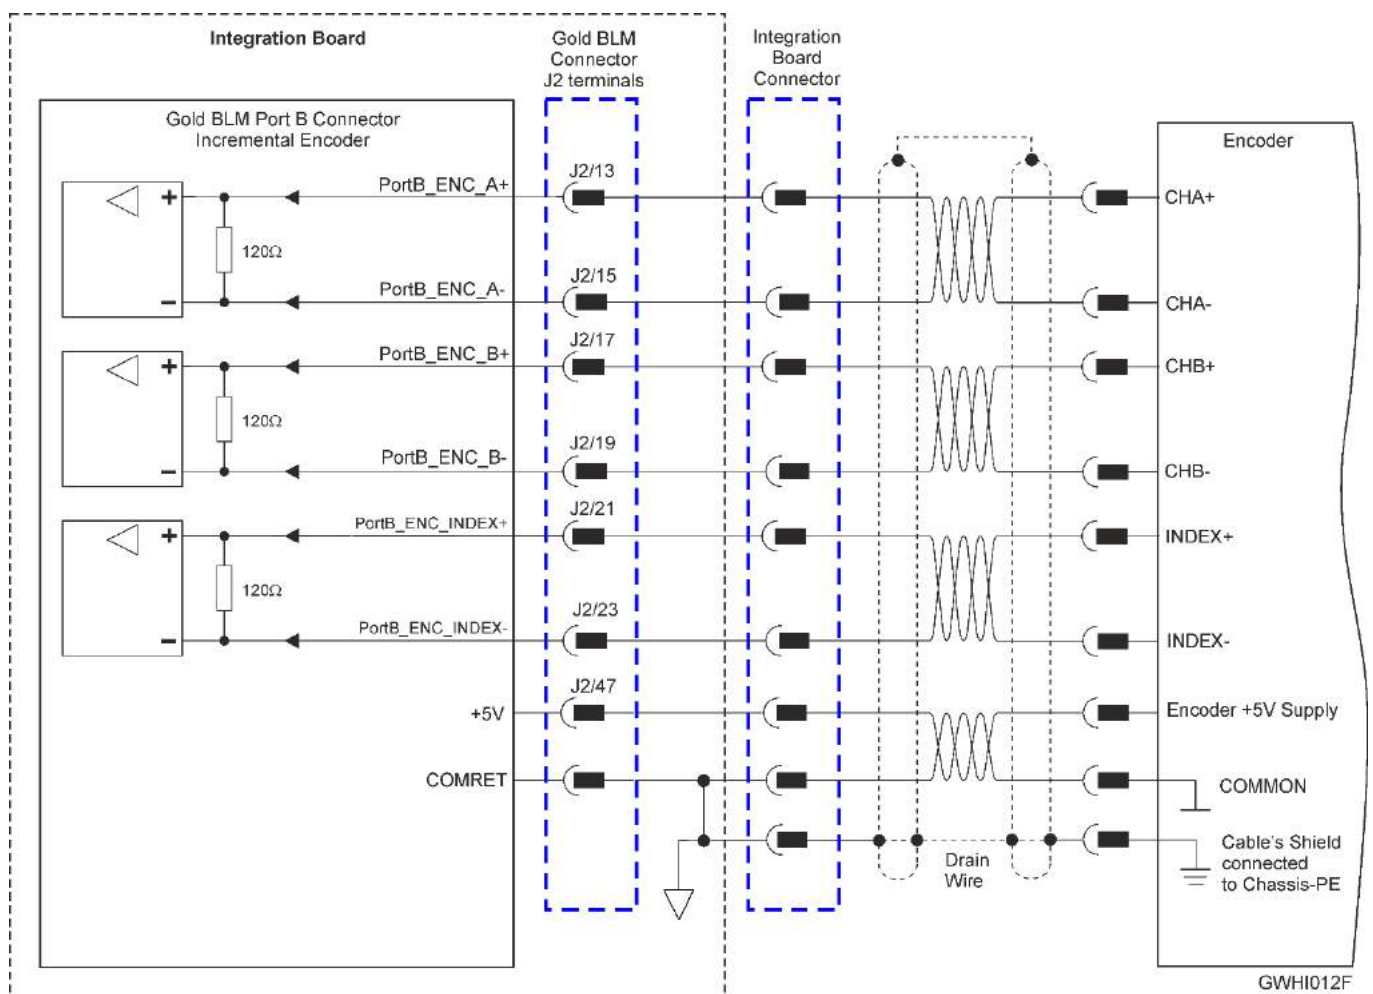 Integration Board
Gold BLM
Connector
J2 terminals
Integration
Board
Connector
Gold BLM Port B Connector
Incremental Encoder
Encoder
PortB_ENC_A+
J2/13
CHA+
+
120Ω
PortB_ENC_A-
J2/15
CHA-
-
PortB_ENC_B+
J2/17
CHB+
+
120Ω
PortB_ENC_B-
J2/19
CHB-
-
PortB_ENC_INDEX+
J2/21
INDEX+
+
120Ω
PortB_ENC_INDEX-
J2/23
INDEX-
-
+5V
J2/47
Encoder +5V Supply
COMRET
COMMON
Drain
Wire
Cable's Shield
connected
to Chassis-PE
GWHI012F